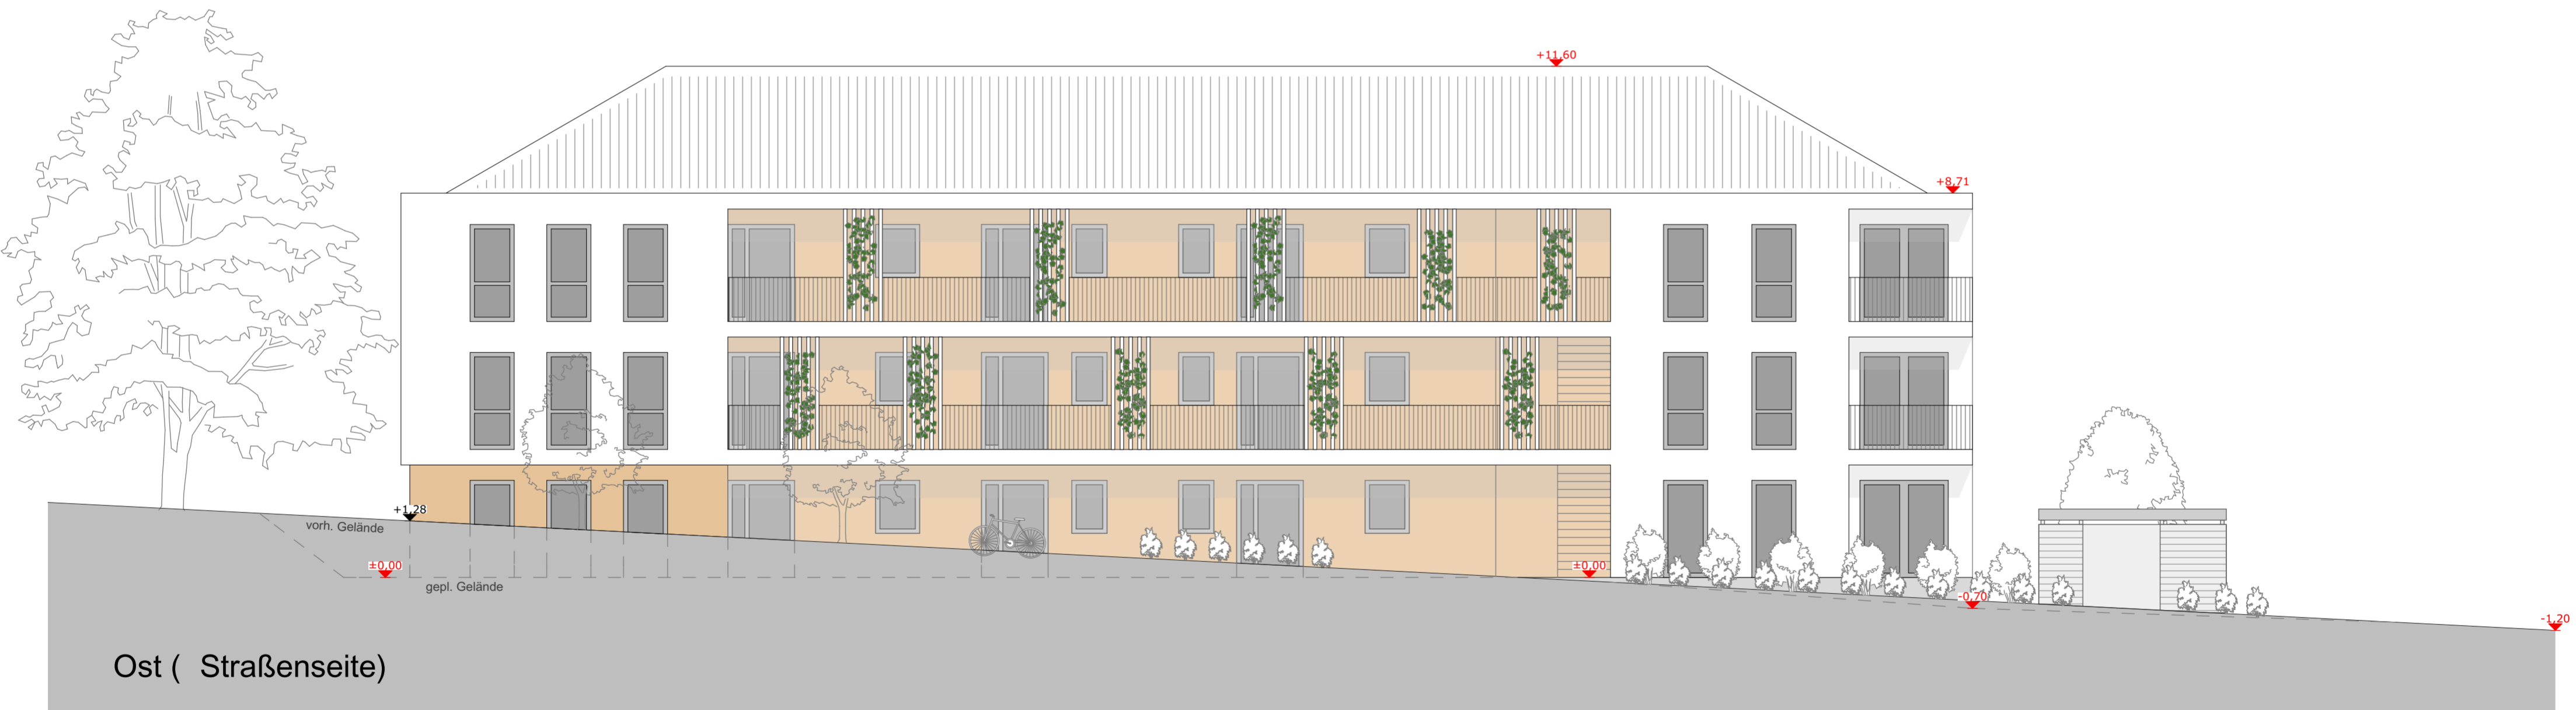 +11,60
+8,71
+1,28
vorh. Gelände
±0,00
±0,00
gepl. Gelände
-0,70
-1,20
Ost ( Straßenseite)